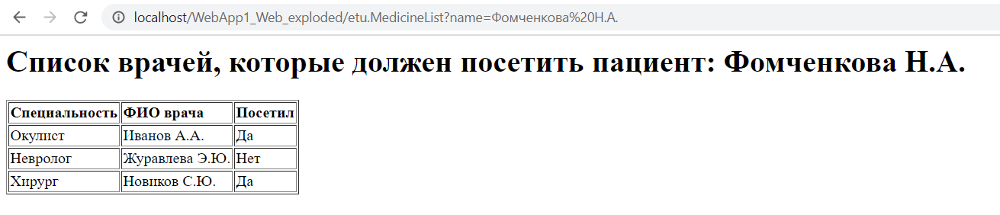 localhost/WebApp1_Web_exploded/etu.MedicineList?name=Фомченкова%20Н.А.
Список врачей, которые должен посетить пациент: Фомченкова Н.А.
Специальность ФИО врача Посетил
Окулист Иванов А.А. Да
Невролог Журавлева Э.Ю. Нет
Хирург Новиков С.Ю. Да